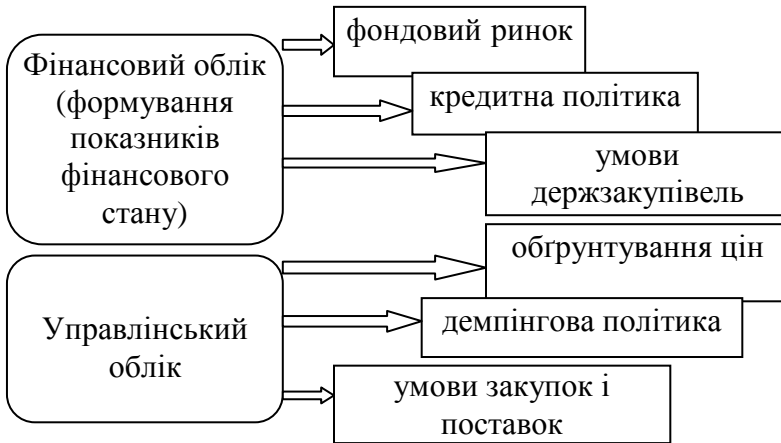 фондовий ринок
Фінансовий облік
(формування
показників
фінансового
стану)
кредитна політика
умови
держзакупівель
обґрунтування цін
Управлінський
облік
демпінгова політика
умови закупок і
поставок